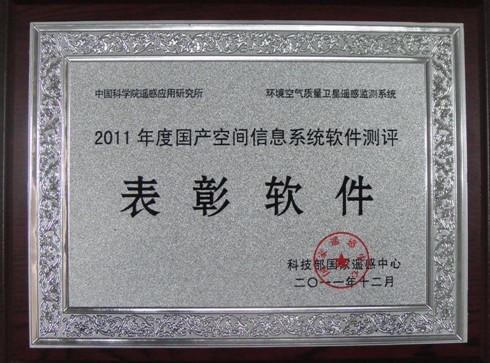 中国科学院遥感应用研究所 环境空气质量卫星遥感监测系统
2011 年度国产空间信息系统软件测评
表彰软件
科技部国家遥感中心
二〇一一年十二月